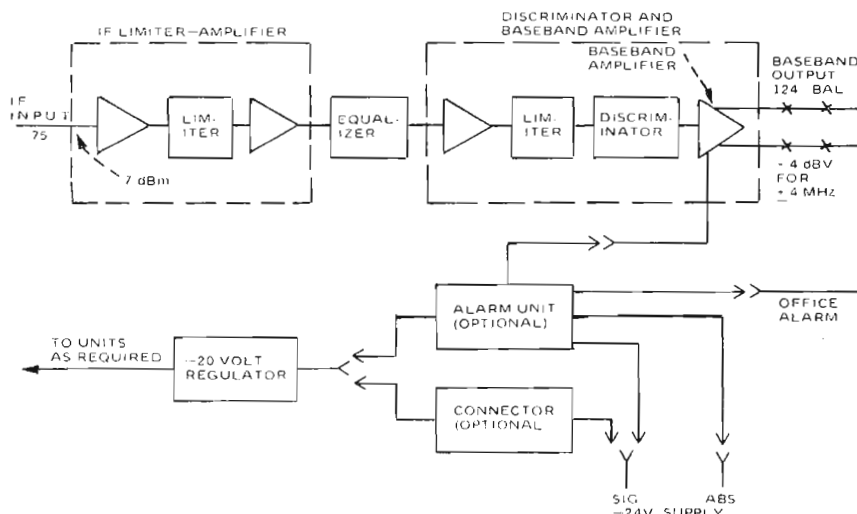 IF LIMITER-AMPLIFIER
DISCRIMINATOR AND
BASEBAND AMPLIFIER
BASEBAND
AMPLIFIER
BASEBAND
OUTPUT
124 BAL
IF
INPUT
75
LIM-
ITER
EQUAL-
IZER
LIM-
ITER
DISCRIM-
INATOR
7 dBm
- 4 dBV
FOR
± 4 MHz
ALARM UNIT
(OPTIONAL)
OFFICE
ALARM
TO UNITS
AS REQUIRED
-20 VOLT
REGULATOR
CONNECTOR
(OPTIONAL
SIG
ABS
-24V SUPPLY